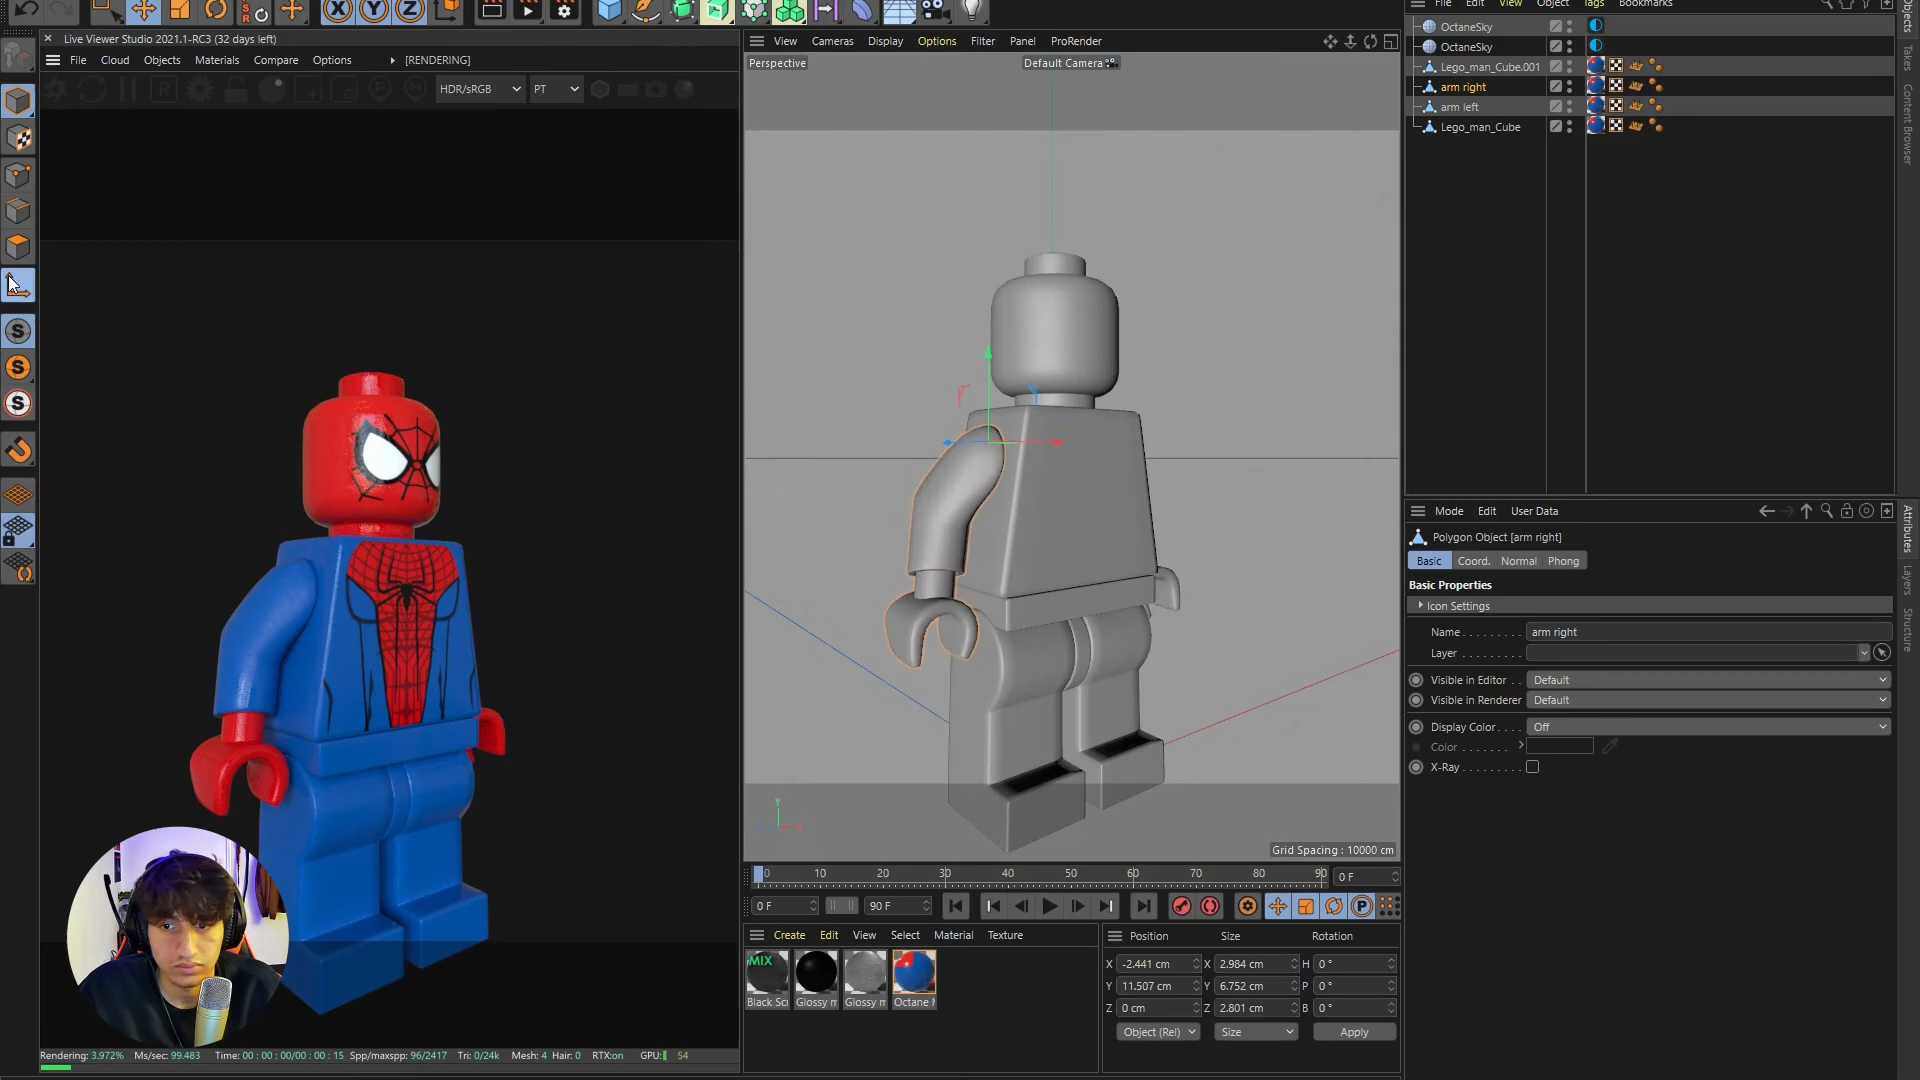 File Edit View Object Tags Bookmarks
X Y Z
Live Viewer Studio 2021.1-RC3 (32 days left)
File Cloud Objects Materials Compare Options [RENDERING]
HDR/sRGB PT
View Cameras Display Options Filter Panel ProRender
Perspective
Default Camera
OctaneSky
OctaneSky
Lego_man_Cube.001
arm right
arm left
Lego_man_Cube
Objects
Takes
Content Browser
Grid Spacing : 10000 cm
Mode Edit User Data
Polygon Object [arm right]
Basic Coord. Normal Phong
Basic Properties
Icon Settings
Name arm right
Layer
Visible in Editor Default
Visible in Renderer Default
Display Color Off
Color
X-Ray
Attributes
Layers
Structure
0 10 20 30 40 50 60 70 80 90 0 F
0 F 90 F
Create Edit View Select Material Texture
MIX
Glossy m Glossy m
Position Size Rotation
X -2.441 cm X 2.984 cm H 0 °
Y 11.507 cm Y 6.752 cm P 0 °
Z 0 cm Z 2.801 cm B 0 °
Object (Rel) Size Apply
Rendering: 3.972% Ms/sec: 99.483 Time: 00 : 00 : 00/00 : 00 : 15 Spp/maxspp: 96/2417 Tri: 0/24k Mesh: 4 Hair: 0 RTX:on GPU: 54